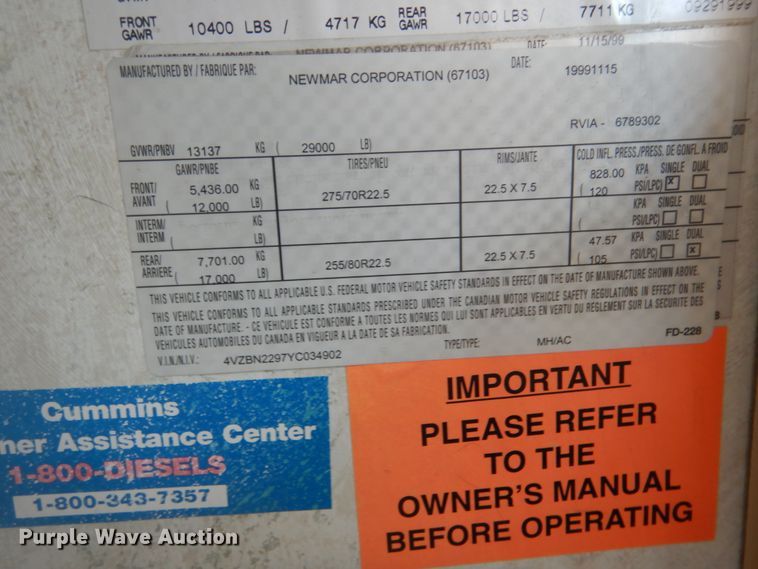 FRONT GAWR 10400 LBS / 4717 KG REAR GAWR 17000 LBS / 7711 KG 09291999
NEWMAR CORPORATION (67103) DATE: 11/15/99
MANUFACTURED BY / FABRIQUE PAR: NEWMAR CORPORATION (67103) DATE: 19991115
RVIA - 6789302
GVWR/PNBV 13137 KG ( 29000 LB)
GAWR/PNBE TIRES/PNEU RIMS/JANTE COLD INFL. PRESS./PRESS. DE GONFL. A FROID
FRONT/ AVANT 5,436.00 KG ( 12,000 LB) 275/70R22.5 22.5 X 7.5 828.00 KPA SINGLE DUAL ( 120 PSI/LPC) X
INTERM/ INTERM KG ( LB) KPA SINGLE DUAL ( PSI/LPC)
REAR/ ARRIERE 7,701.00 KG ( 17,000 LB) 255/80R22.5 22.5 X 7.5 47.57 KPA SINGLE DUAL ( 105 PSI/LPC) X
THIS VEHICLE CONFORMS TO ALL APPLICABLE U.S. FEDERAL MOTOR VEHICLE SAFETY STANDARDS IN EFFECT ON THE DATE OF MANUFACTURE SHOWN ABOVE.
THIS VEHICLE CONFORMS TO ALL APPLICABLE STANDARDS PRESCRIBED UNDER THE CANADIAN MOTOR VEHICLE SAFETY REGULATIONS IN EFFECT ON THE
DATE OF MANUFACTURE. - CE VEHICULE EST CONFORME A TOUTES LES NORMES QUI LUI SONT APPLICABLES EN VERTU DU REGLEMENT SUR LA SECURITE DES
VEHICULES AUTOMOBILES DU CANADA EN VIGUEUR A LA DATE DE SA FABRICATION. FD-228
V.I.N./N.I.V.: 4VZBN2297YC034902 TYPE/TYPE: MH/AC
Cummins
ner Assistance Center
1-800-DIESELS
1-800-343-7357
IMPORTANT
PLEASE REFER
TO THE
OWNER'S MANUAL
BEFORE OPERATING
Purple Wave Auction